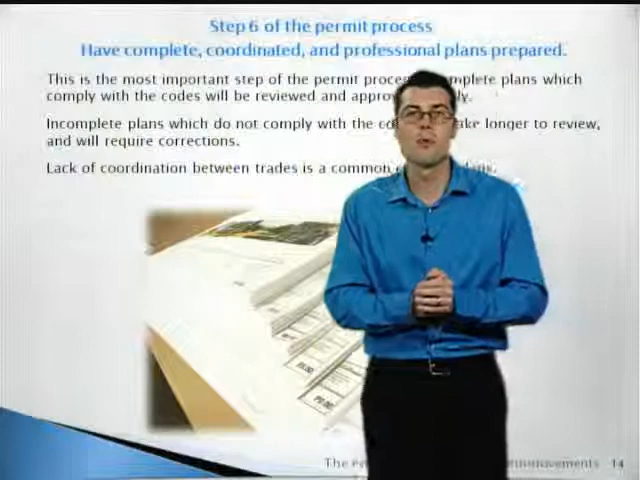 Step 6 of the permit process
Have complete, coordinated, and professional plans prepared.
This is the most important step of the permit mplete plans which
comply with the codes will be reviewed and
Incomplete plans which do not comply with the longer to review,
and will require corrections.
Lack of coordination between trades is a common
The 14